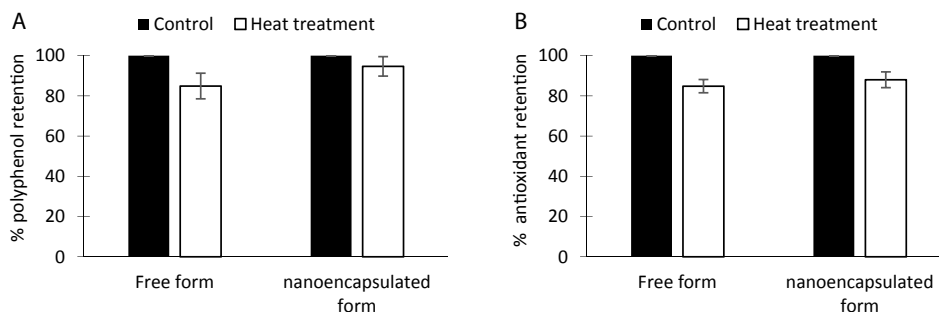 A
■ Control □ Heat treatment
% polyphenol retention
100
80
60
40
20
0
Free form
nanoencapsulated
form
B
■ Control □ Heat treatment
% antioxidant retention
100
80
60
40
20
0
Free form
nanoencapsulated
form